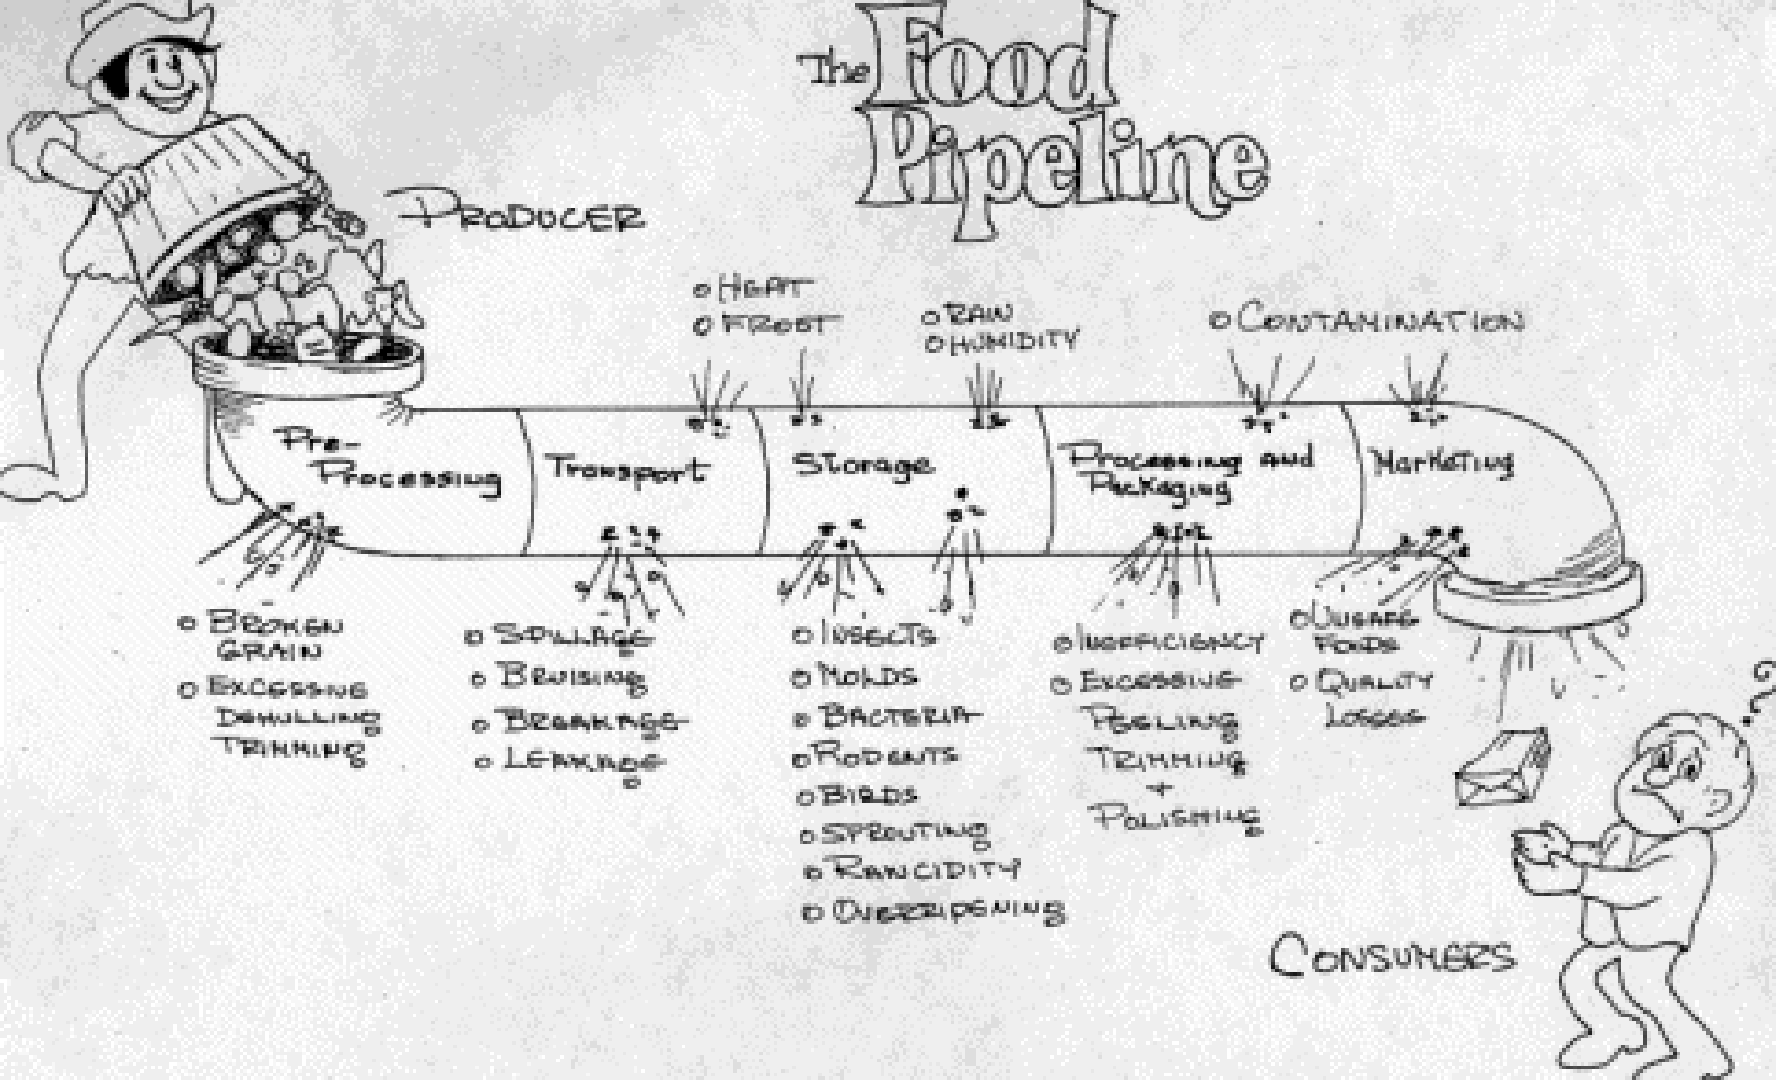 The Food
Pipeline
PRODUCER
o HEAT
o FROST
o RAIN
o HUMIDITY
o CONTAMINATION
Pre-
Processing
Transport
Storage
Processing AND
Packaging
Marketing
o BROKEN
GRAIN
o EXCESSIVE
DEHULLING
TRIMMING
o SPILLAGE
o BRUISING
o BREAKAGE
o LEAKAGE
o INSECTS
o MOLDS
o BACTERIA
o RODENTS
o BIRDS
o SPROUTING
o RANCIDITY
o OVERRIPENING
o INEFFICIENCY
o EXCESSIVE
PEELING
TRIMMING
+
POLISHING
o UNSAFE
FOODS
o QUALITY
LOSSES
CONSUMERS